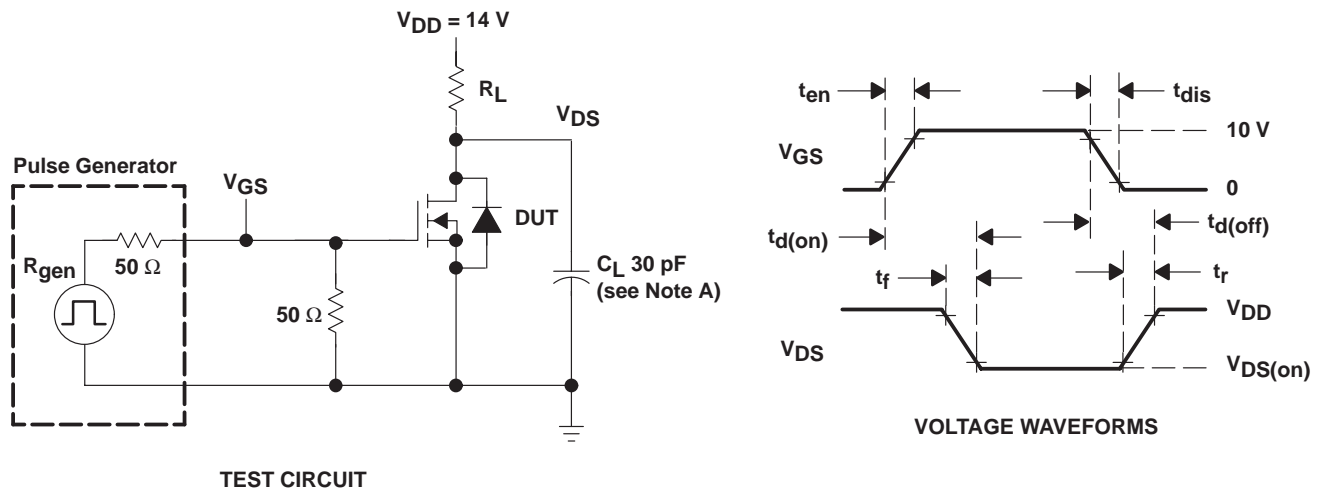 VDD = 14 V
RL
VDS
Pulse Generator
VGS
DUT
Rgen
50 Ω
50 Ω
CL 30 pF
(see Note A)
TEST CIRCUIT
ten
tdis
10 V
VGS
0
td(on)
td(off)
tf
tr
VDD
VDS
VDS(on)
VOLTAGE WAVEFORMS